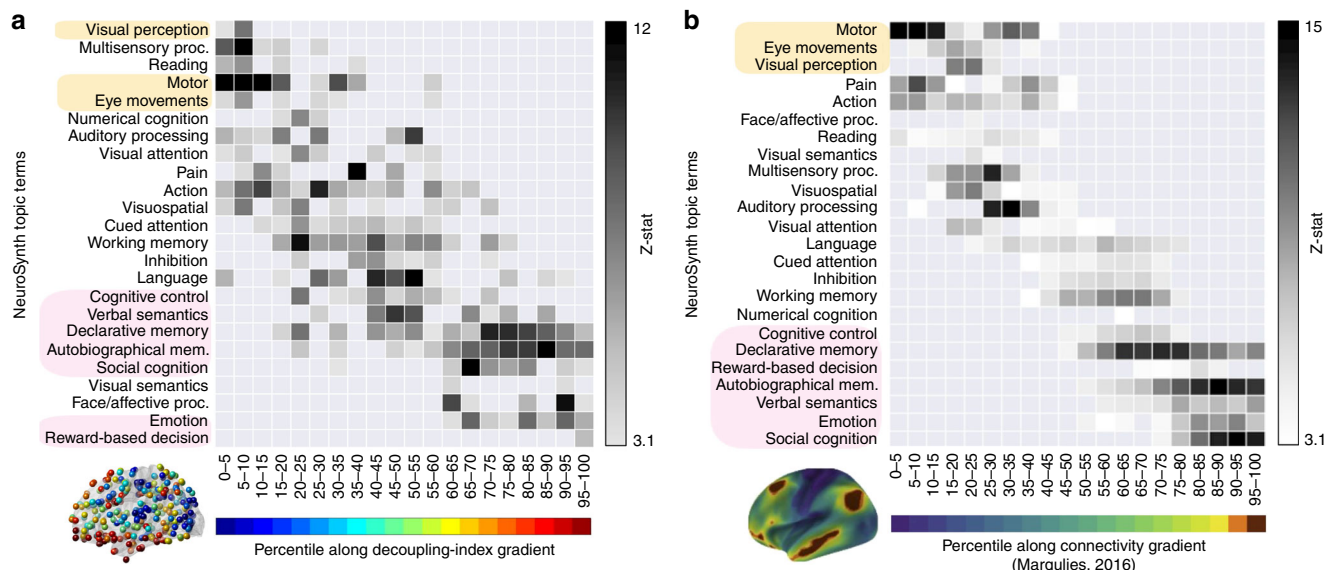 a
Visual perception
Multisensory proc.
Reading
Motor
Eye movements
Numerical cognition
Auditory processing
Visual attention
Pain
Action
Visuospatial
Cued attention
Working memory
Inhibition
Language
Cognitive control
Verbal semantics
Declarative memory
Autobiographical mem.
Social cognition
Visual semantics
Face/affective proc.
Emotion
Reward-based decision
NeuroSynth topic terms
12
Z-stat
3.1
0–5
5–10
10–15
15–20
20–25
25–30
30–35
35–40
40–45
45–50
50–55
55–60
60–65
65–70
70–75
75–80
80–85
85–90
90–95
95–100
Percentile along decoupling-index gradient
b
Motor
Eye movements
Visual perception
Pain
Action
Face/affective proc.
Reading
Visual semantics
Multisensory proc.
Visuospatial
Auditory processing
Visual attention
Language
Cued attention
Inhibition
Working memory
Numerical cognition
Cognitive control
Declarative memory
Reward-based decision
Autobiographical mem.
Verbal semantics
Emotion
Social cognition
NeuroSynth topic terms
15
Z-stat
3.1
0–5
5–10
10–15
15–20
20–25
25–30
30–35
35–40
40–45
45–50
50–55
55–60
60–65
65–70
70–75
75–80
80–85
85–90
90–95
95–100
Percentile along connectivity gradient
(Margulies, 2016)